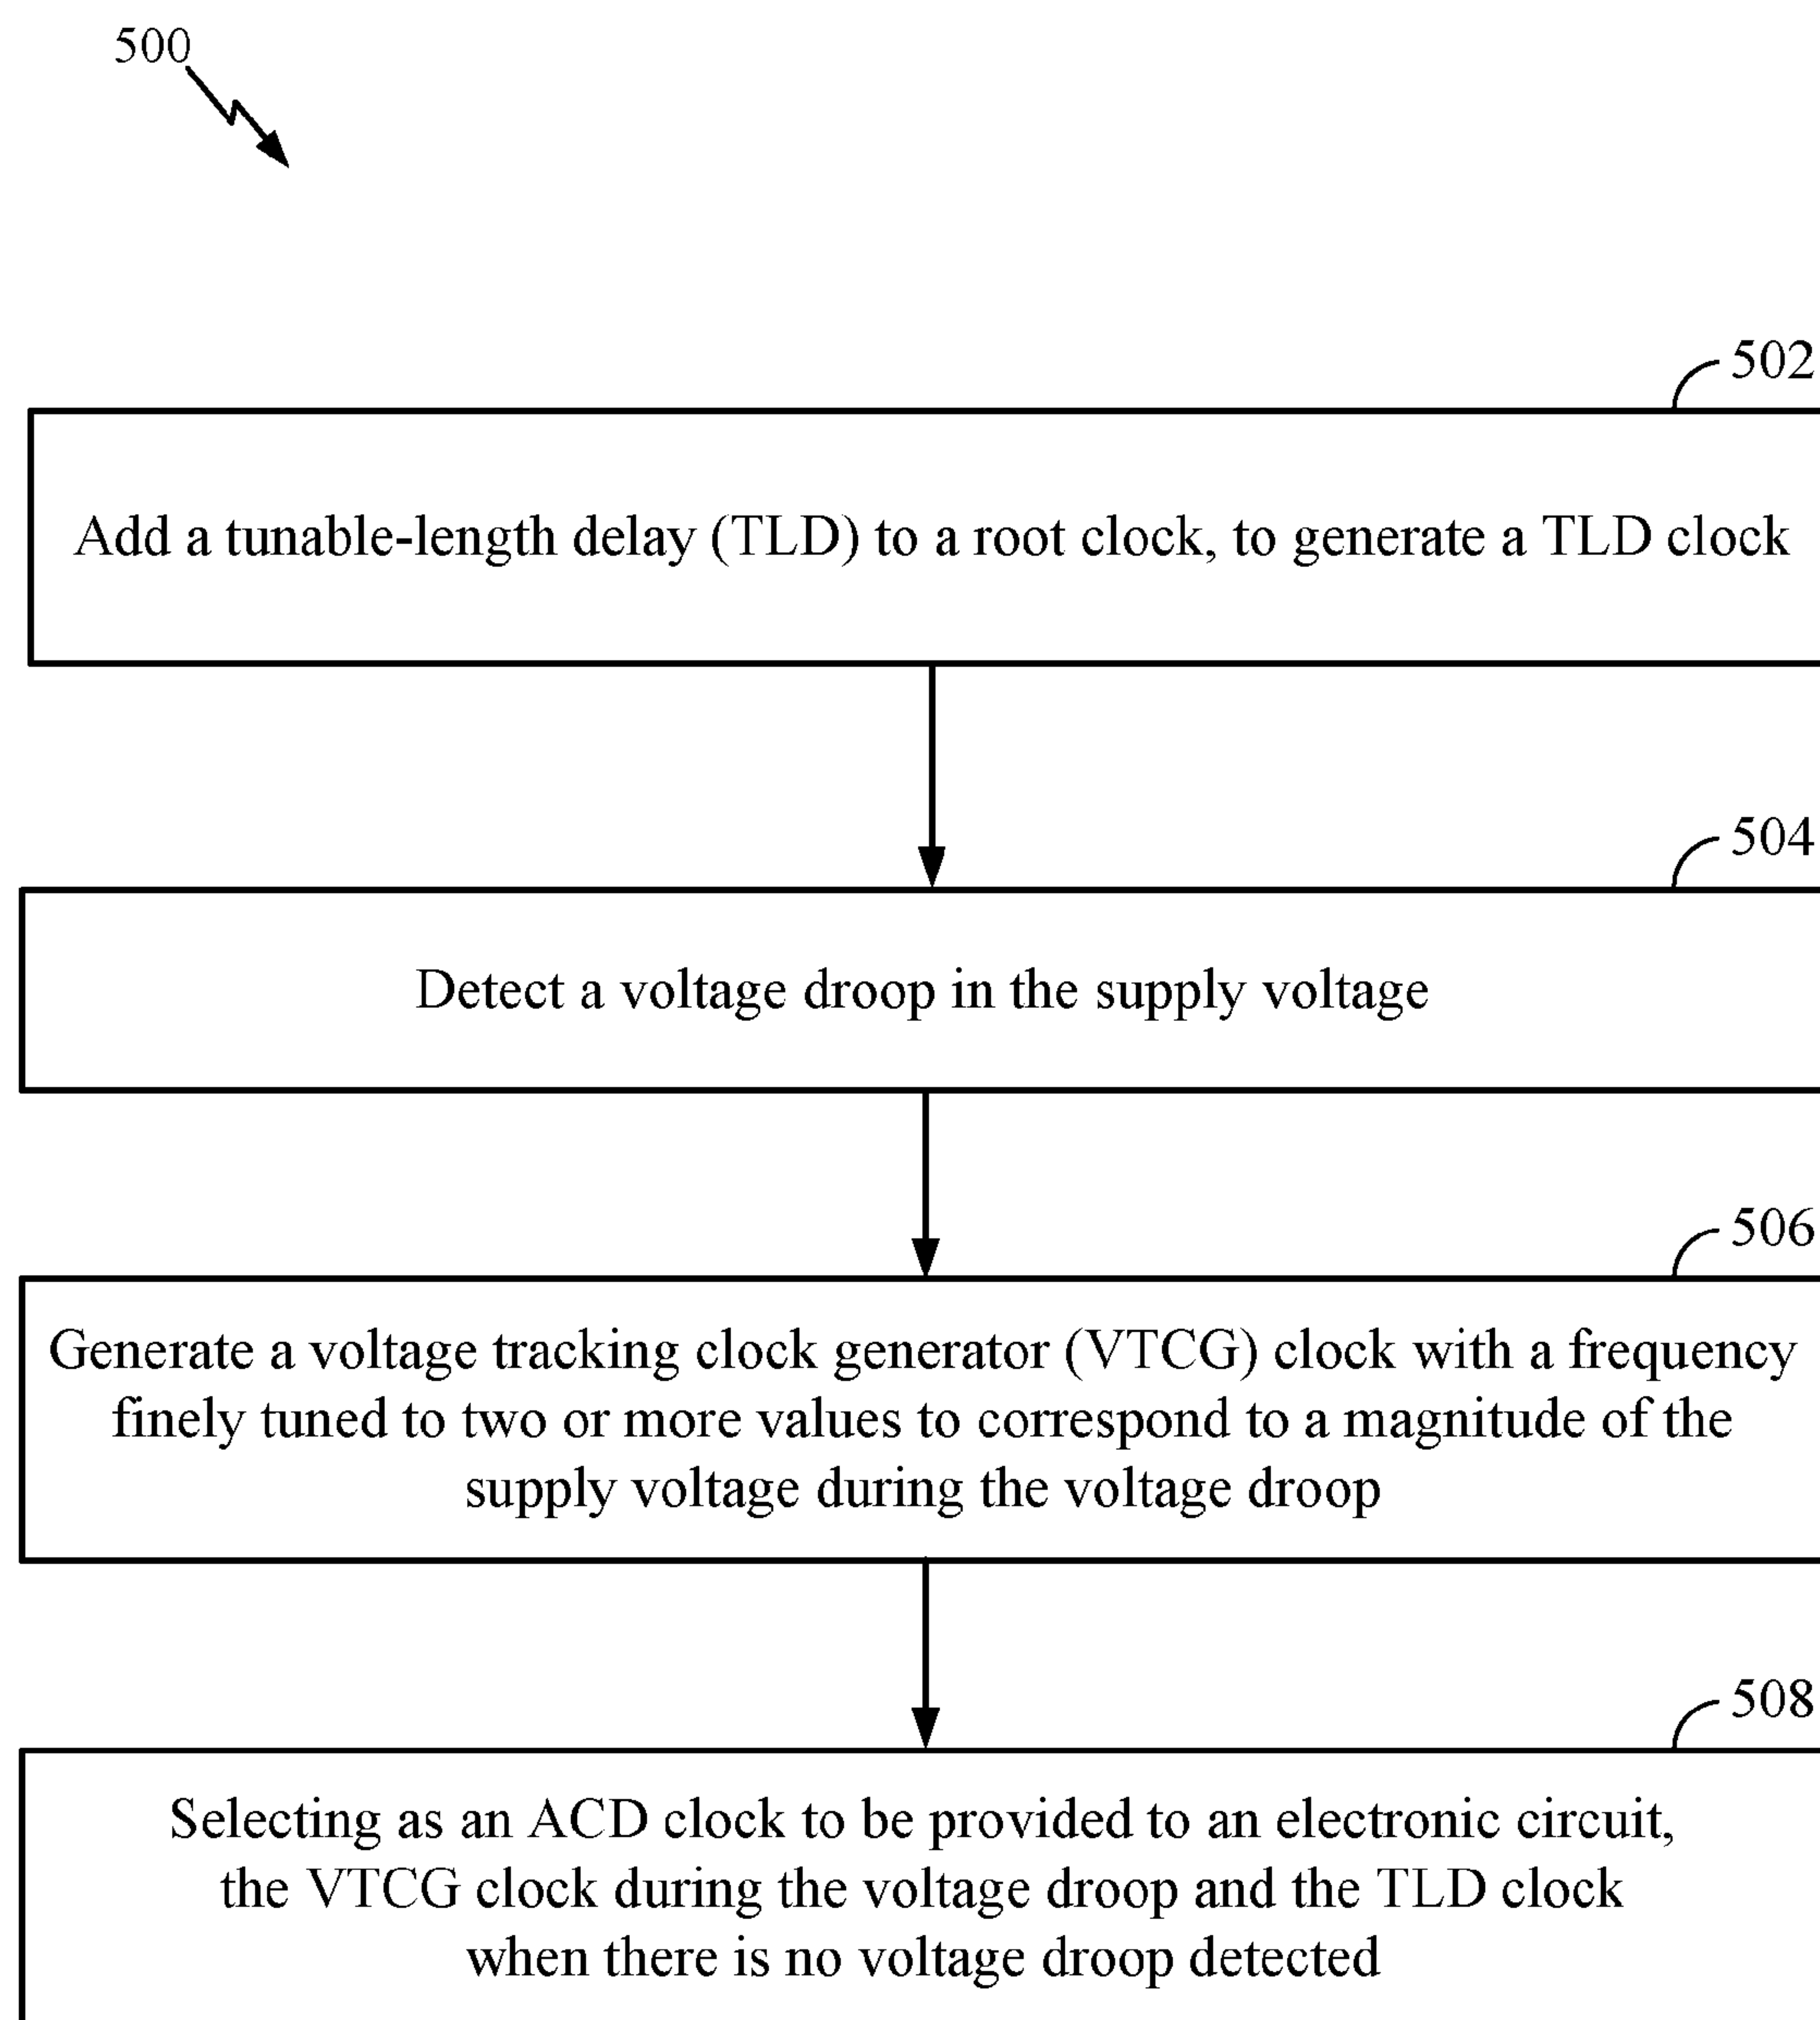 500
502
Add a tunable-length delay (TLD) to a root clock, to generate a TLD clock
504
Detect a voltage droop in the supply voltage
506
Generate a voltage tracking clock generator (VTCG) clock with a frequency
finely tuned to two or more values to correspond to a magnitude of the
supply voltage during the voltage droop
508
Selecting as an ACD clock to be provided to an electronic circuit,
the VTCG clock during the voltage droop and the TLD clock
when there is no voltage droop detected